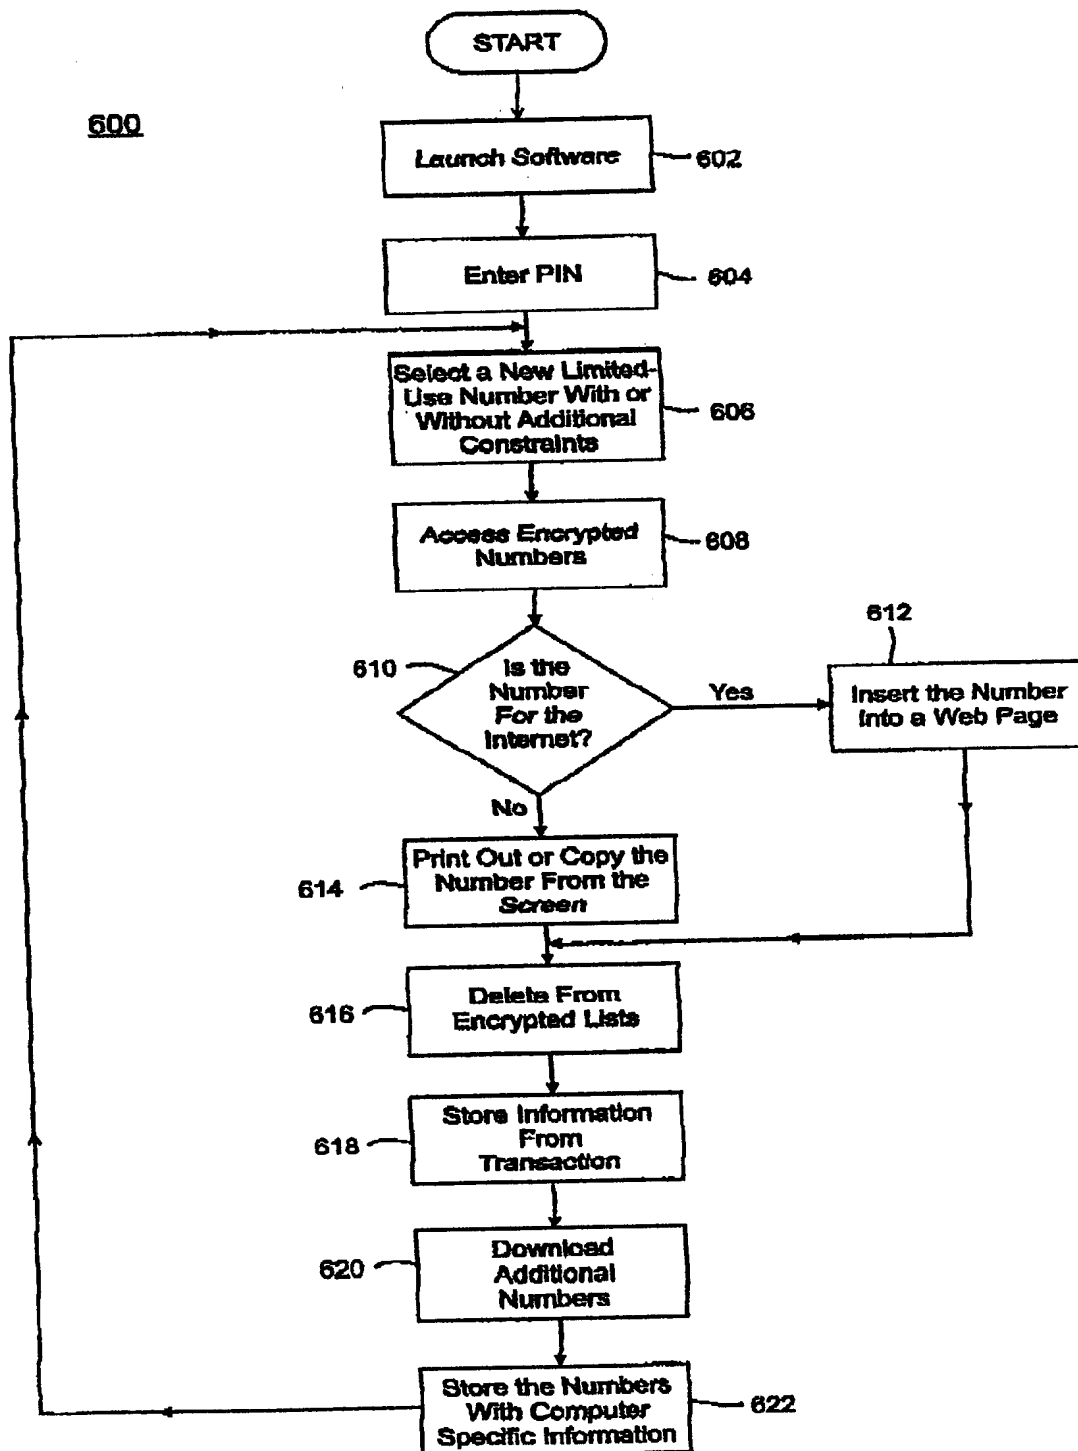 START
600
Launch Software
602
Enter PIN
604
Select a New Limited-
Use Number With or
Without Additional
Constraints
606
Access Encrypted
Numbers
608
610
Is the
Number
For the
Internet?
Yes
612
Insert the Number
Into a Web Page
No
614
Print Out or Copy the
Number From the
Screen
616
Delete From
Encrypted Lists
618
Store Information
From
Transaction
620
Download
Additional
Numbers
Store the Numbers
With Computer
Specific Information
622